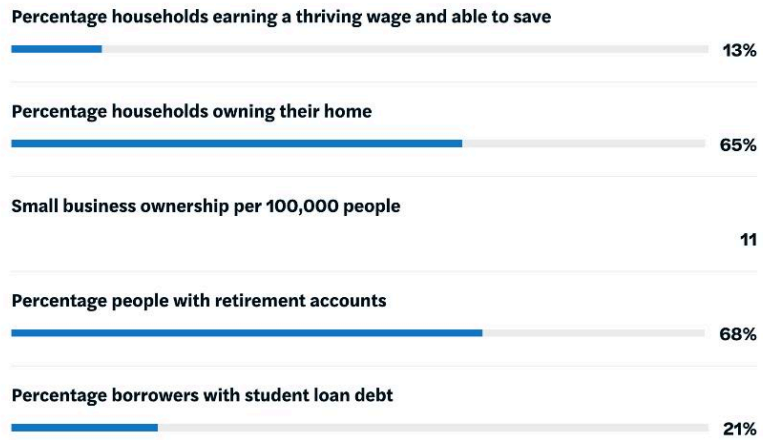 Percentage households earning a thriving wage and able to save
13%
Percentage households owning their home
65%
Small business ownership per 100,000 people
11
Percentage people with retirement accounts
68%
Percentage borrowers with student loan debt
21%